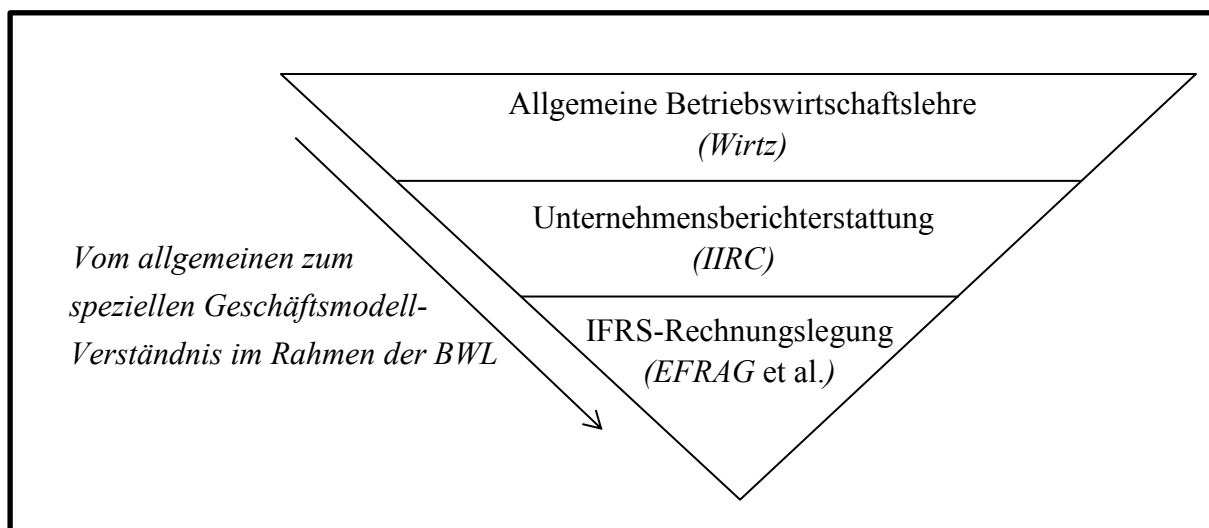 Allgemeine Betriebswirtschaftslehre
(Wirtz)
Unternehmensberichterstattung
(IIRC)
IFRS-Rechnungslegung
(EFRAG et al.)
Vom allgemeinen zum
speziellen Geschäftsmodell-
Verständnis im Rahmen der BWL